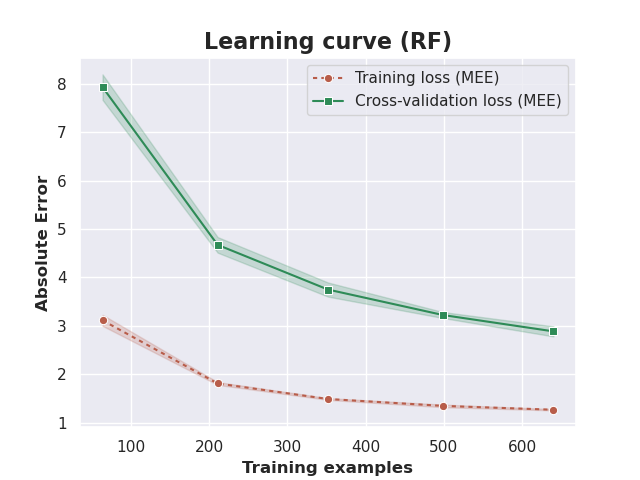 Learning curve (RF)
Training loss (MEE)
Cross-validation loss (MEE)
Absolute Error
8
7
6
5
4
3
2
1
100 200 300 400 500 600
Training examples